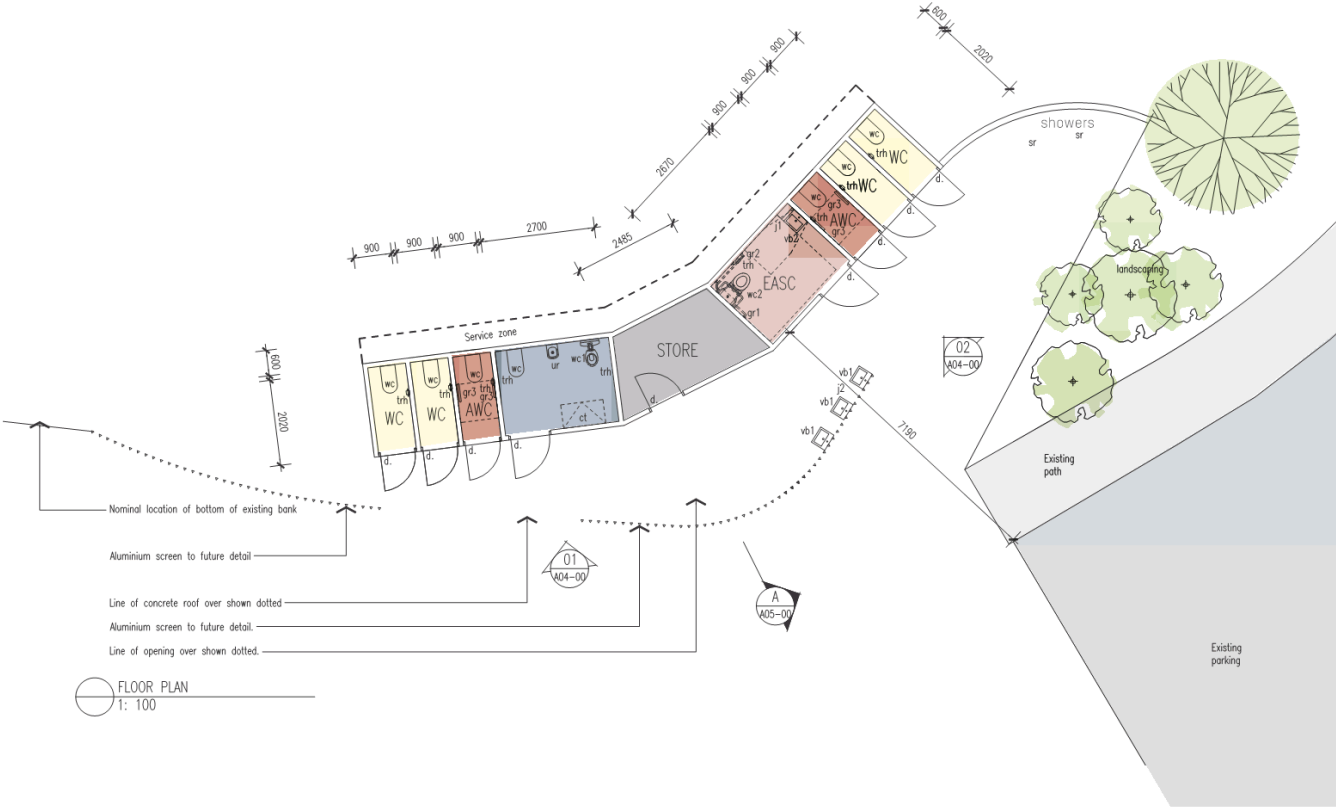 600
2020
900
900
900
2670
2485
900
900
900
2700
600
2020
showers
sr
sr
landscaping
Existing
path
Existing
parking
wc
trh
WC
wc
trh
WC
wc
gr3
trh
AWC
gr3
d.
d.
d.
d.
j1
vb2
gr2
trh
EASC
wc2
gr1
STORE
d.
Service zone
wc
trh
WC
d.
wc
trh
WC
d.
wc
gr3
trh
gr3
AWC
d.
wc
trh
ur
wc1
trh
ct
d.
vb1
j2
vb1
vb1
7190
02
A04-00
01
A04-00
A
A05-00
Nominal location of bottom of existing bank
Aluminium screen to future detail
Line of concrete roof over shown dotted
Aluminium screen to future detail.
Line of opening over shown dotted.
FLOOR PLAN
1: 100